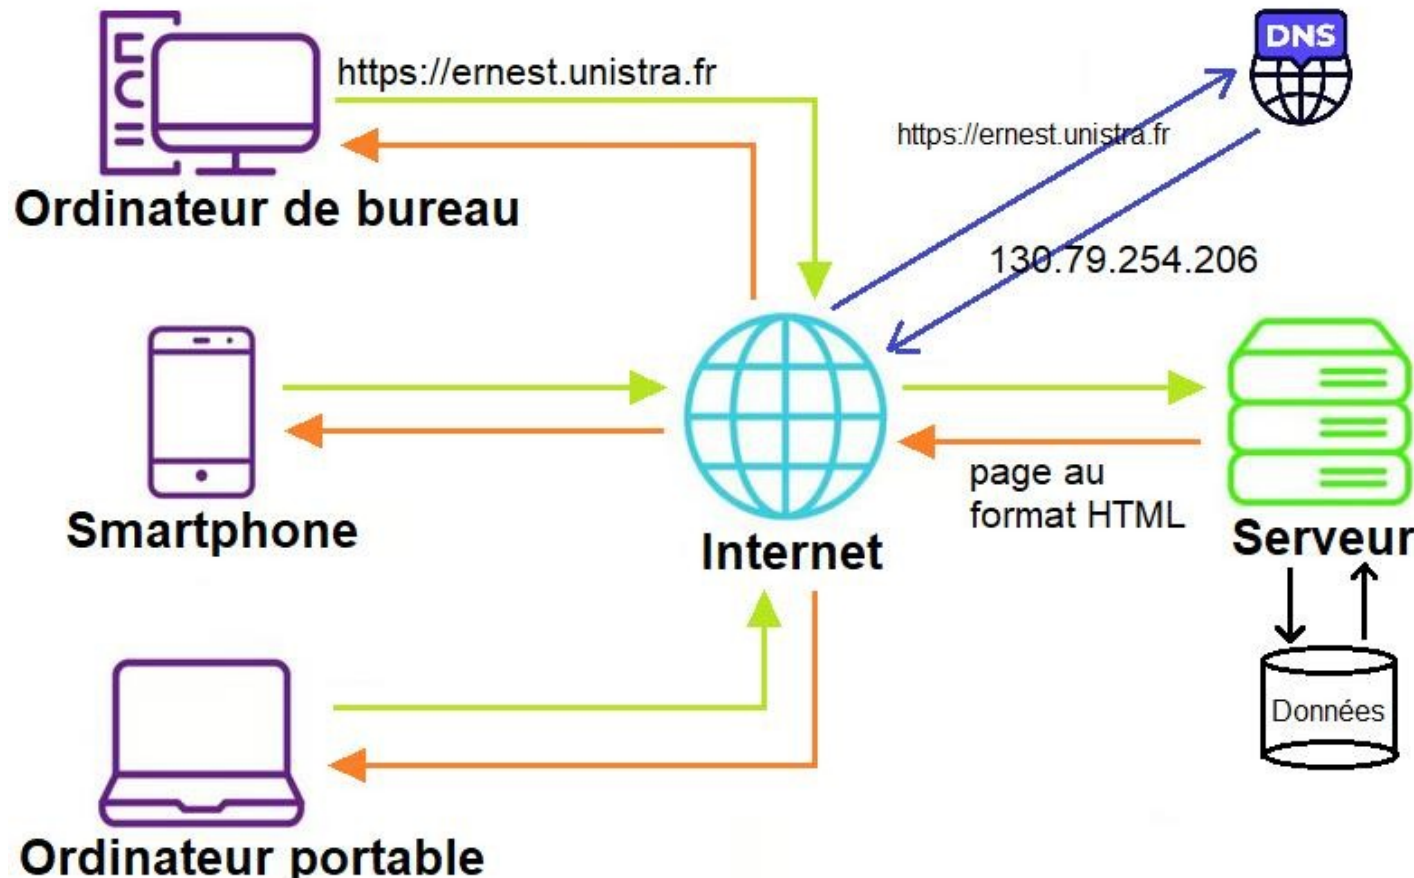 https://ernest.unistra.fr
DNS
https://ernest.unistra.fr
Ordinateur de bureau
130.79.254.206
Smartphone
Internet
page au
format HTML
Serveur
Données
Ordinateur portable